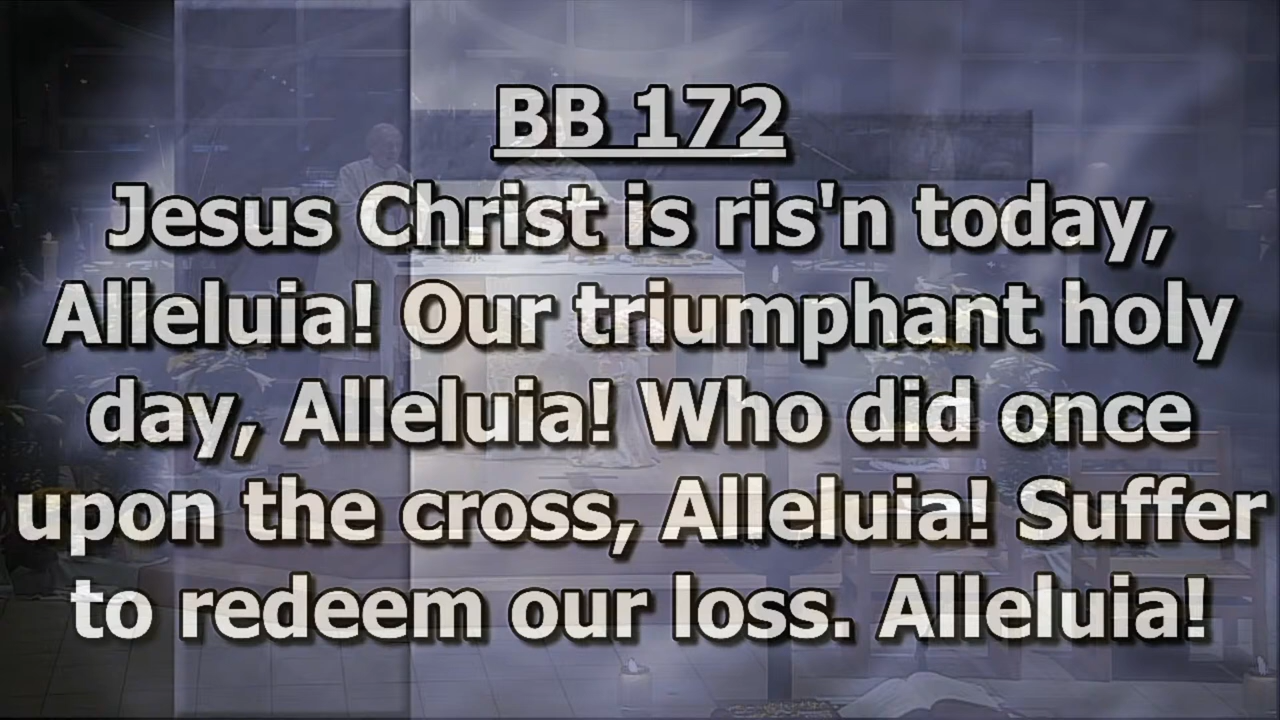 BB 172
Jesus Christ is ris'n today,
Alleluia! Our triumphant holy
day, Alleluia! Who did once
upon the cross, Alleluia! Suffer
to redeem our loss. Alleluia!